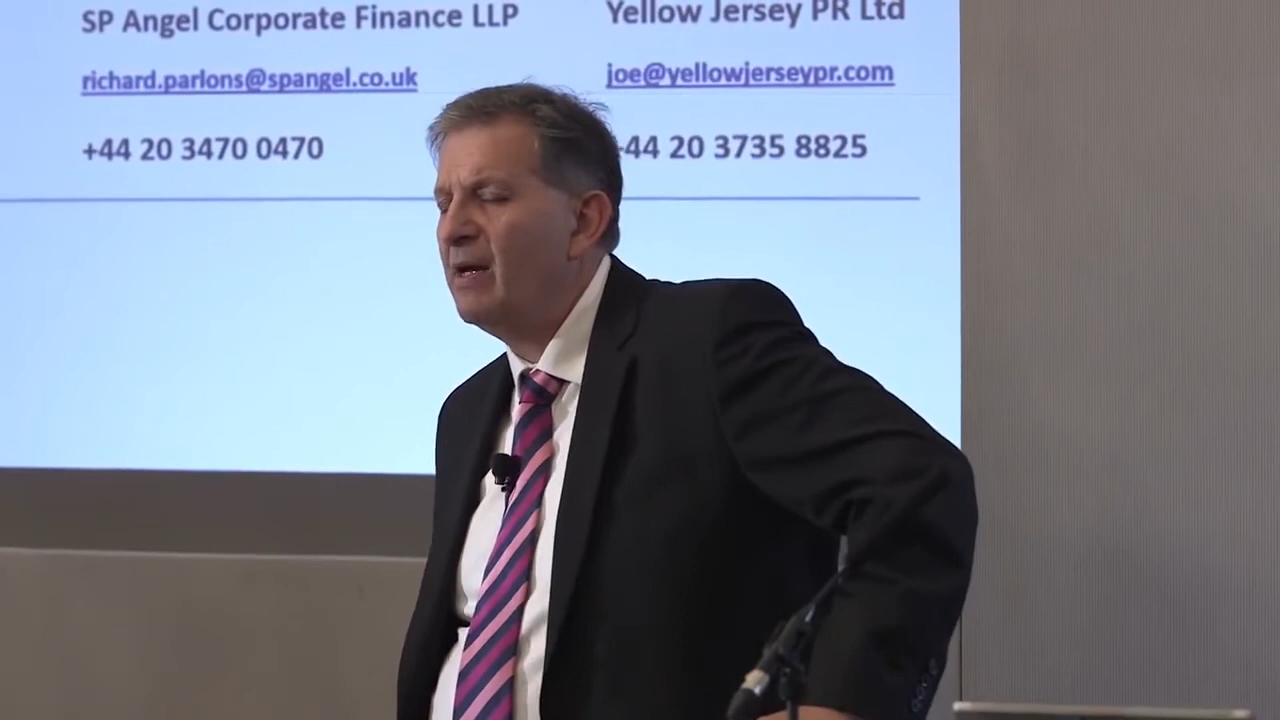 SP Angel Corporate Finance LLP
Yellow Jersey PR Ltd
richard.parlons@spangel.co.uk
joe@yellowjerseypr.com
+44 20 3470 0470
44 20 3735 8825